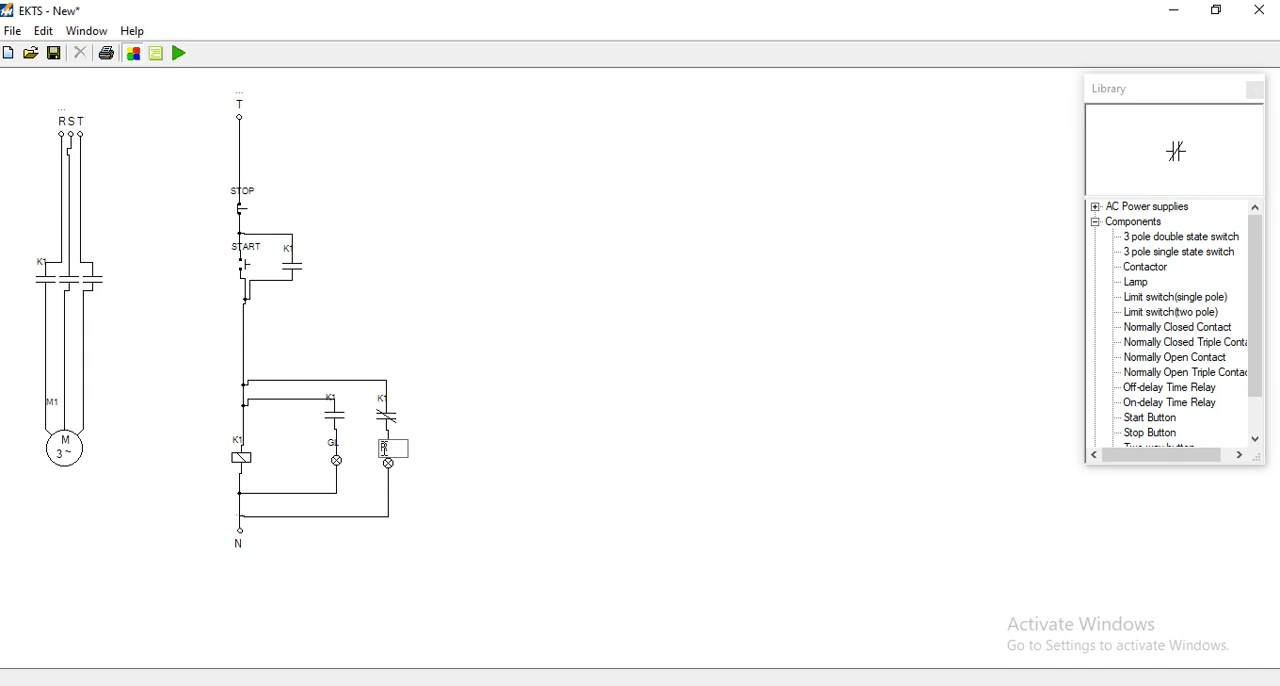 EKTS - New*
File Edit Window Help
...
T
...
R S T
STOP
START K1
K1
K1 K1
M1
K1 GL
M
3 ~
N
Library
AC Power supplies
Components
3 pole double state switch
3 pole single state switch
Contactor
Lamp
Limit switch(single pole)
Limit switch(two pole)
Normally Closed Contact
Normally Closed Triple Conta
Normally Open Contact
Normally Open Triple Contac
Off-delay Time Relay
On-delay Time Relay
Start Button
Stop Button
Activate Windows
Go to Settings to activate Windows.